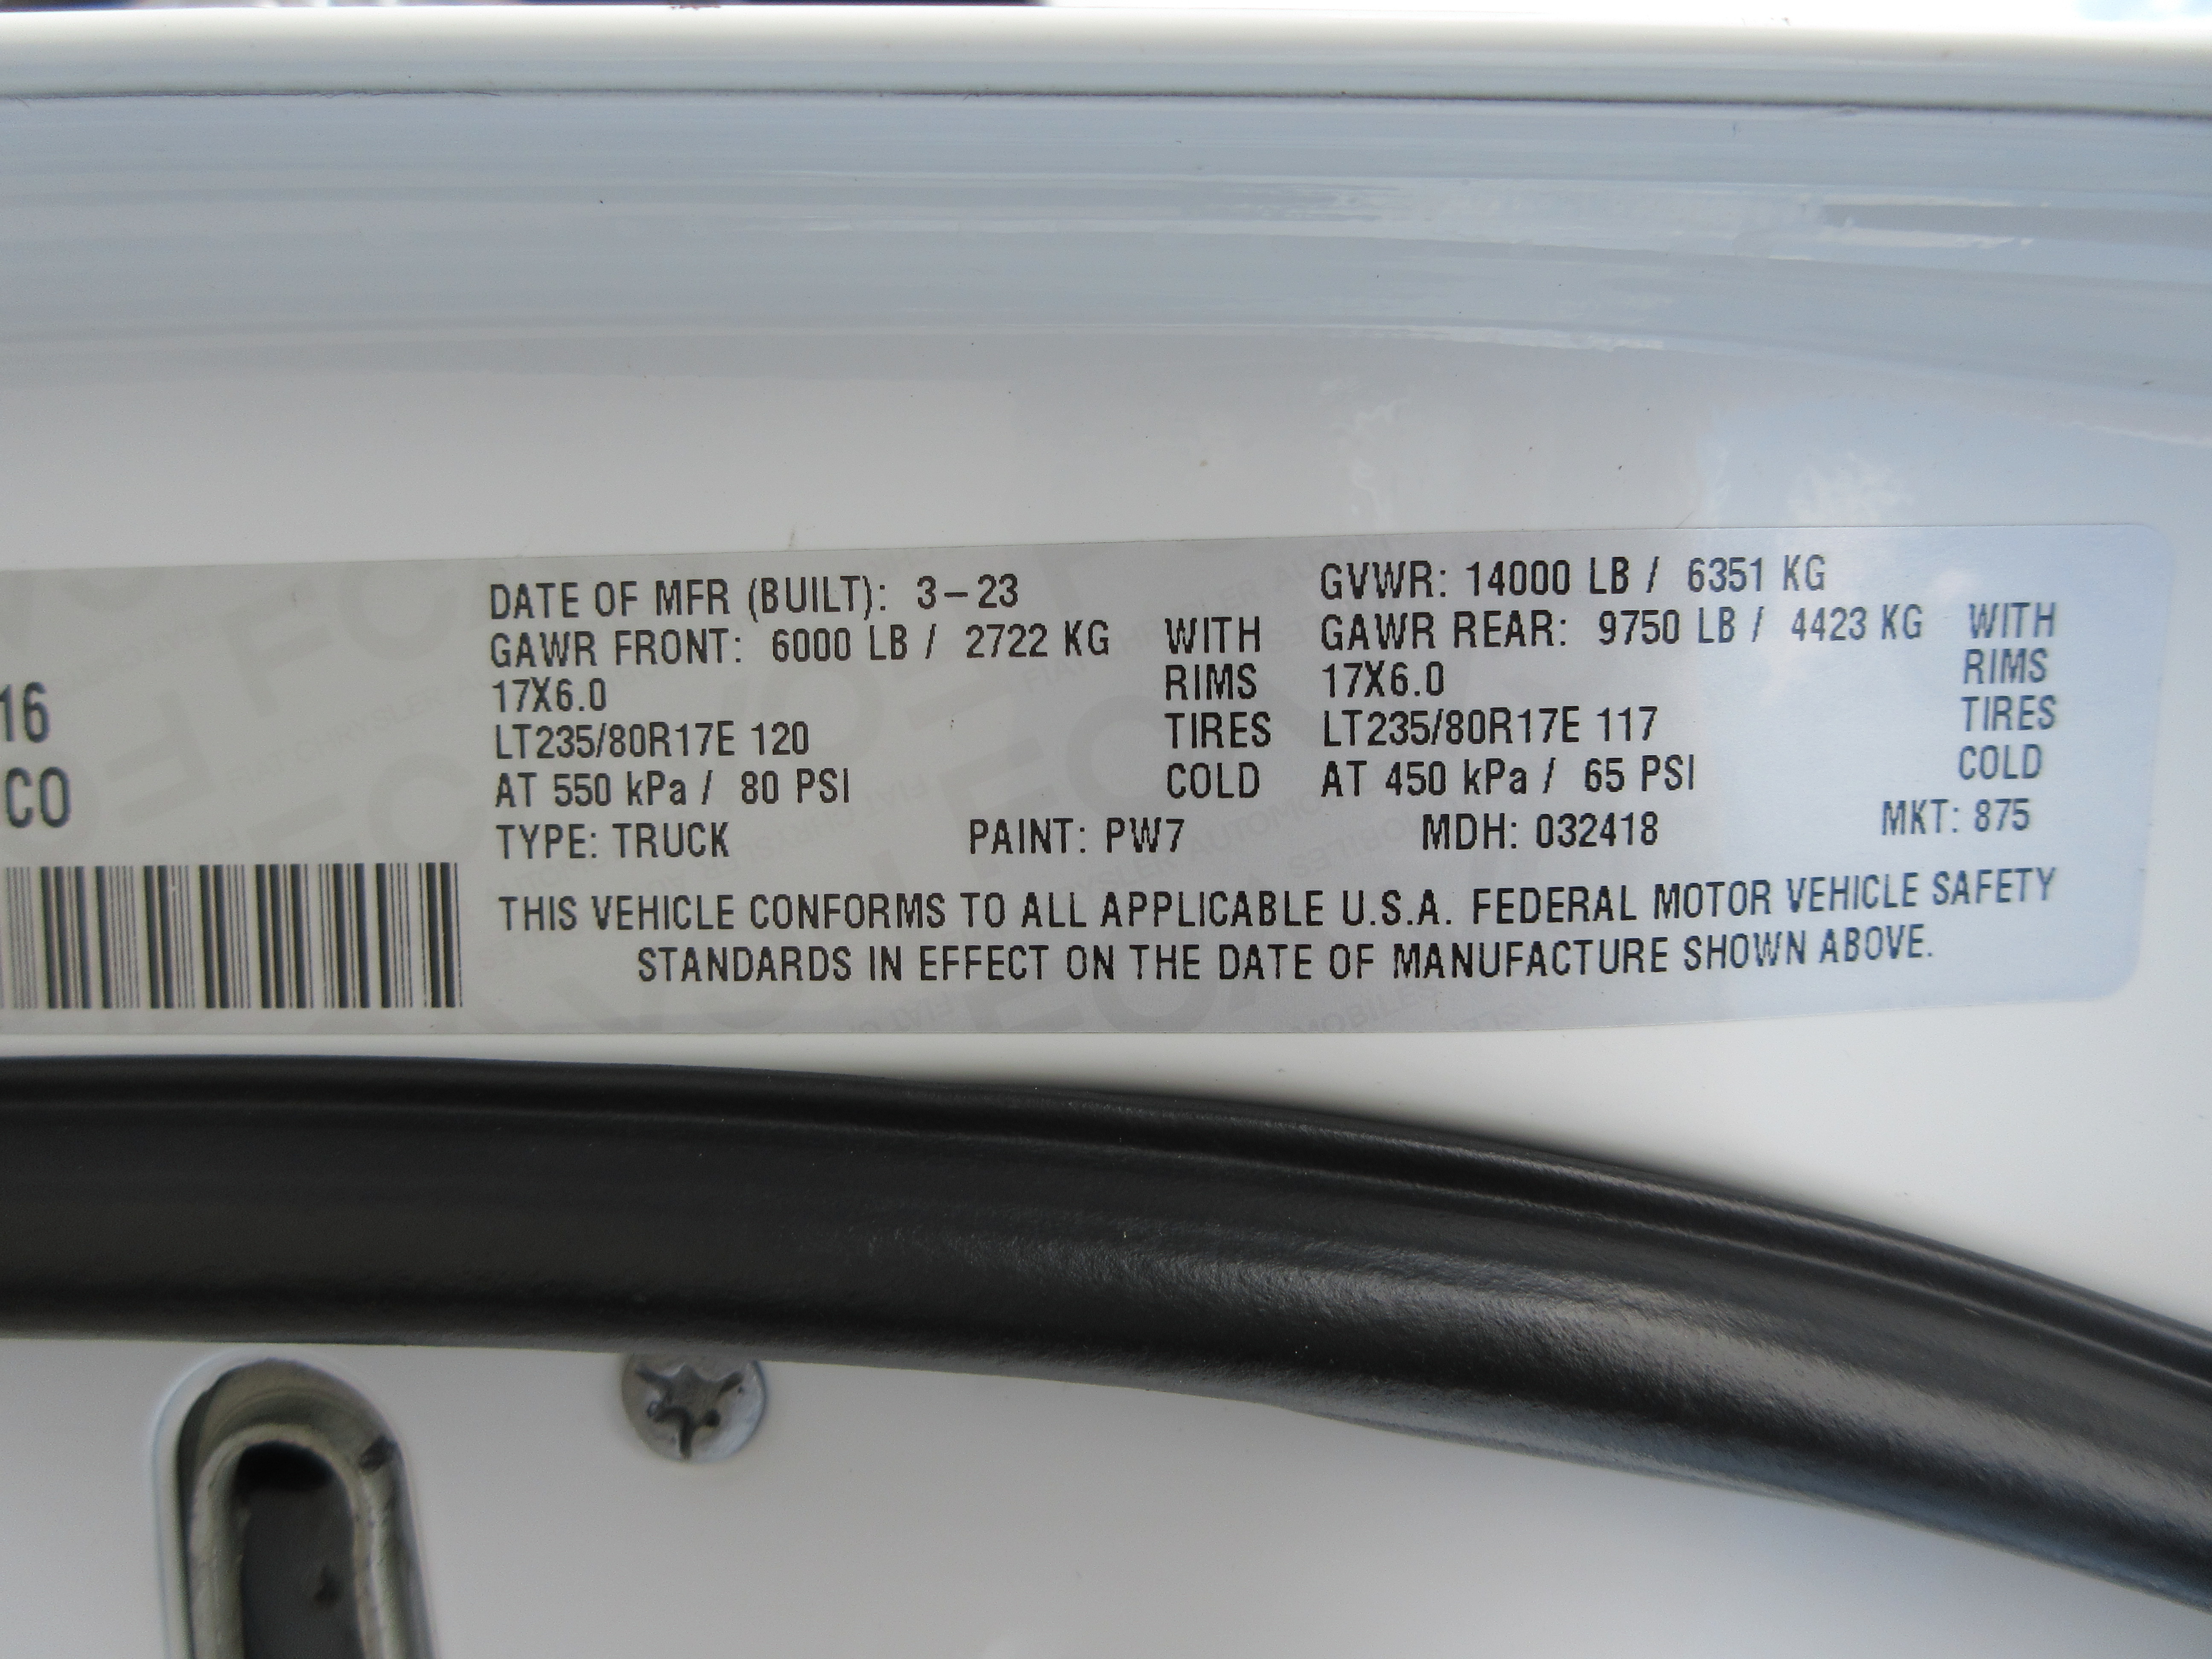 DATE OF MFR (BUILT): 3-23 GVWR: 14000 LB / 6351 KG
GAWR FRONT: 6000 LB / 2722 KG WITH GAWR REAR: 9750 LB / 4423 KG WITH
17X6.0 RIMS 17X6.0 RIMS
16 LT235/80R17E 120 TIRES LT235/80R17E 117 TIRES
CO AT 550 kPa / 80 PSI COLD AT 450 kPa / 65 PSI COLD
TYPE: TRUCK PAINT: PW7 MDH: 032418 MKT: 875
THIS VEHICLE CONFORMS TO ALL APPLICABLE U.S.A. FEDERAL MOTOR VEHICLE SAFETY
STANDARDS IN EFFECT ON THE DATE OF MANUFACTURE SHOWN ABOVE.